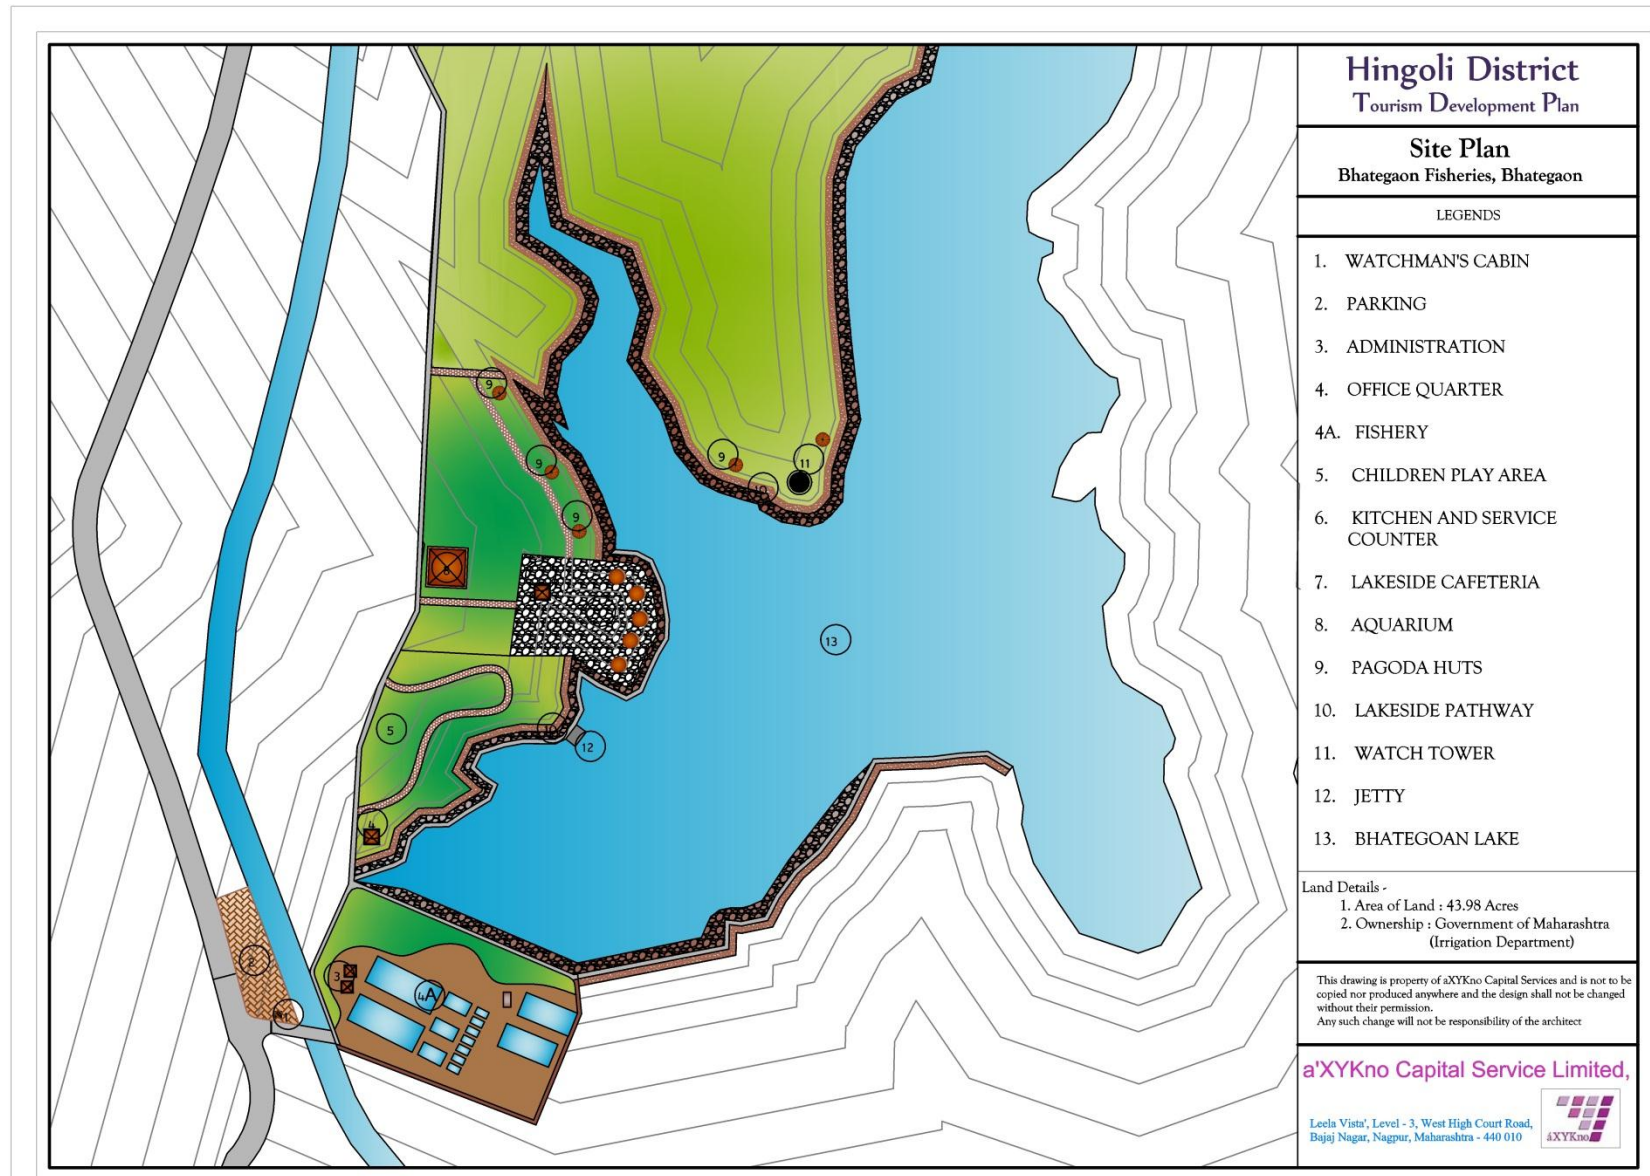 Hingoli District
Tourism Development Plan
Site Plan
Bhategaon Fisheries, Bhategaon
LEGENDS
1. WATCHMAN'S CABIN
2. PARKING
3. ADMINISTRATION
4. OFFICE QUARTER
4A. FISHERY
5. CHILDREN PLAY AREA
6. KITCHEN AND SERVICE
COUNTER
7. LAKESIDE CAFETERIA
8. AQUARIUM
9. PAGODA HUTS
10. LAKESIDE PATHWAY
11. WATCH TOWER
12. JETTY
13. BHATEGOAN LAKE
Land Details -
1. Area of Land : 43.98 Acres
2. Ownership : Government of Maharashtra
(Irrigation Department)
This drawing is property of aXYKno Capital Services and is not to be
copied nor produced anywhere and the design shall not be changed
without their permission.
Any such change will not be responsibility of the architect
a'XYKno Capital Service Limited,
Leela Vista', Level - 3, West High Court Road,
Bajaj Nagar, Nagpur, Maharashtra - 440 010
áXYKno
9
9
9
11
10
9
8
13
5
12
4
3
4A
1